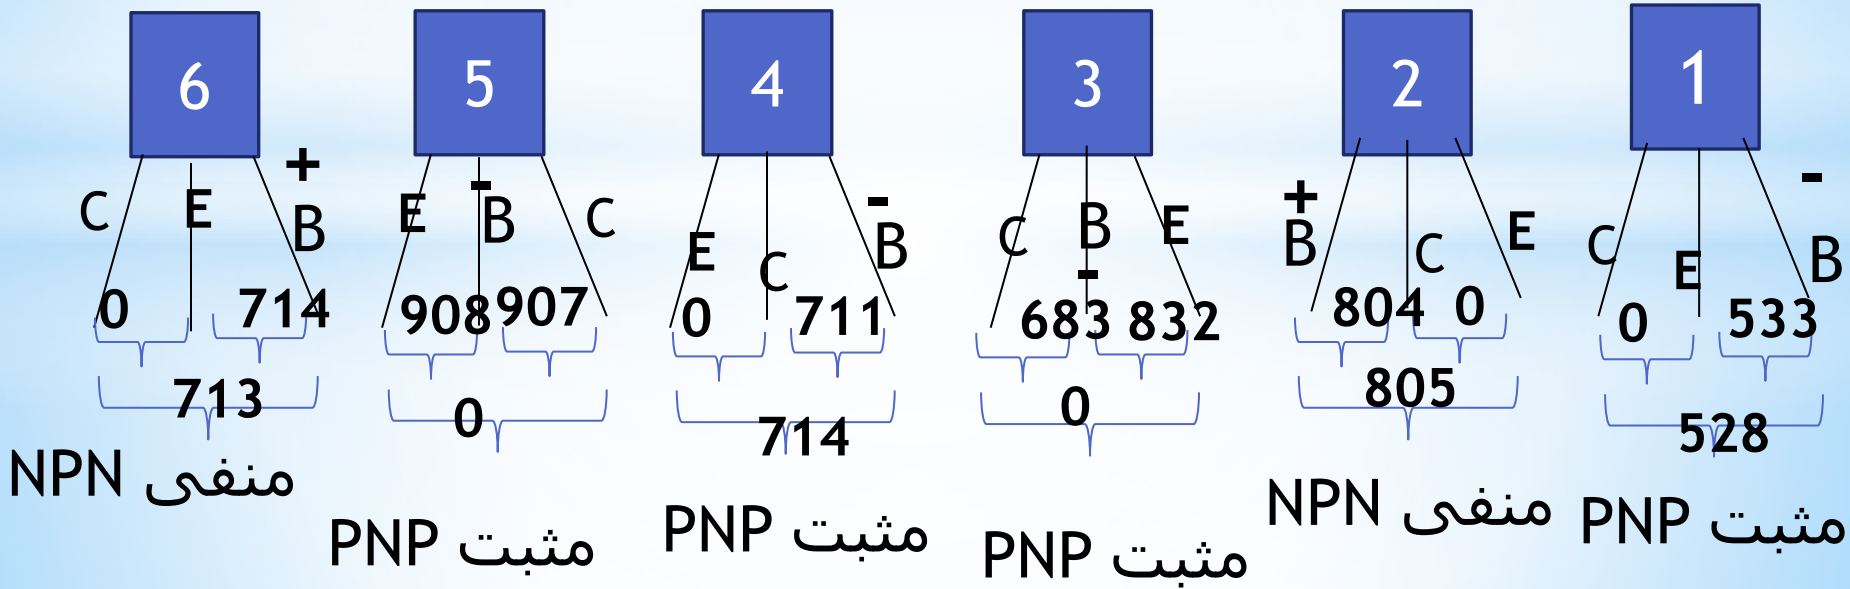 6 5 4 3 2 1
+ - - + -
C E B
E B C
E C B
C B E
-
B C E
C E B
0 714
908 907
0 711
683 832
804 0
0 533
713
0
714
0
805
528
منفی NPN
مثبت PNP
مثبت PNP
مثبت PNP
منفی NPN
مثبت PNP